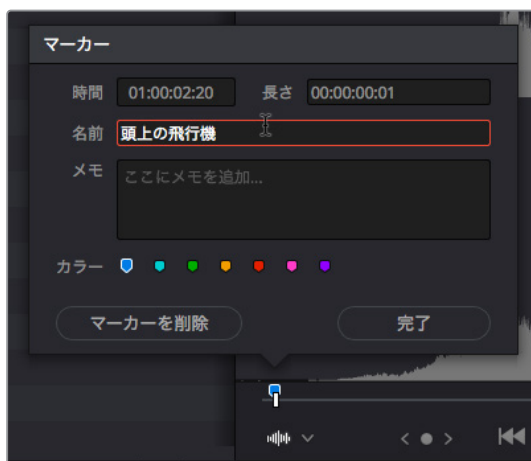 マーカー
時間 01:00:02:20 長さ 00:00:00:01
名前 頭上の飛行機
メモ ここにメモを追加...
カラー
マーカーを削除 完了